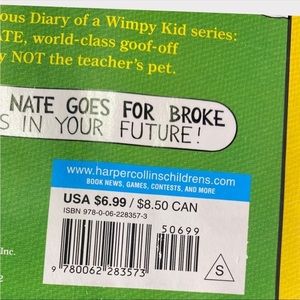 ous Diary of a Wimpy Kid series:
ATE, world-class goof-off
y NOT the teacher's pet.
NATE GOES FOR BROKE
S IN YOUR FUTURE!
www.harpercollinschildrens.com
BOOK NEWS, GAMES, CONTESTS, AND MORE
USA $6.99 / $8.50 CAN
ISBN 978-0-06-228357-3
50699
Inc.
S
9 780062 283573